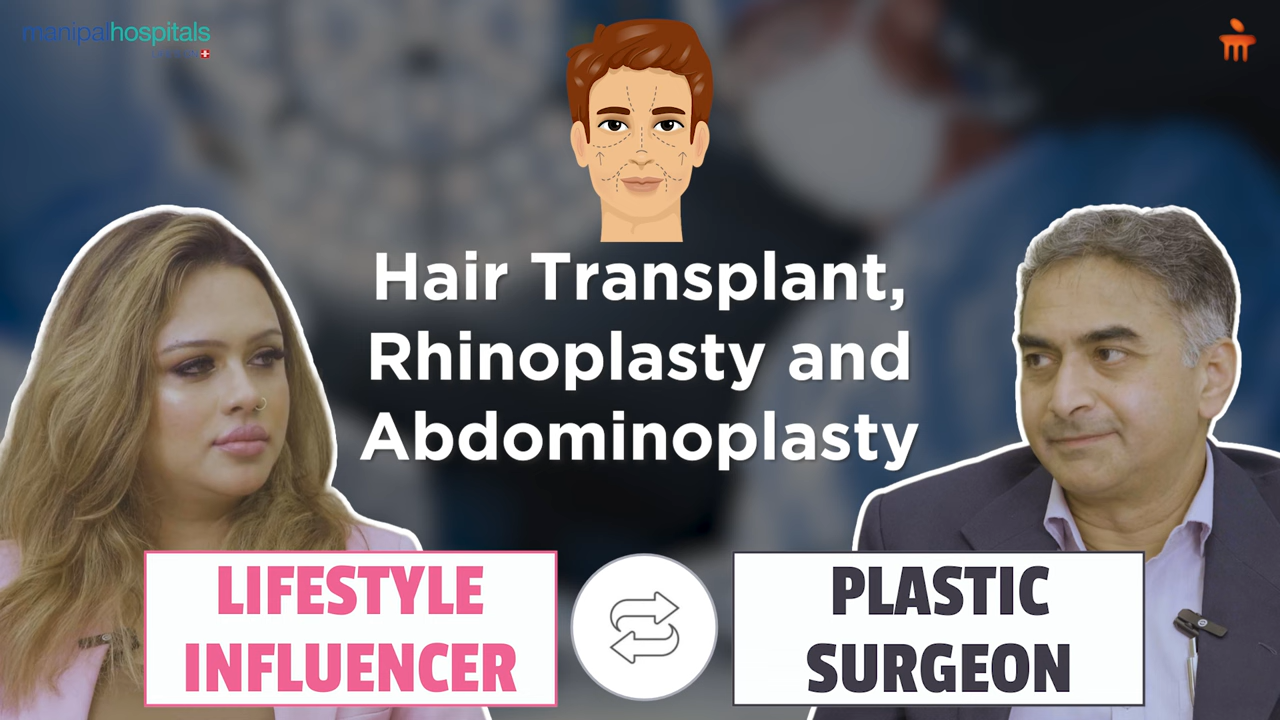 manipalhospitals
Hair Transplant,
Rhinoplasty and
Abdominoplasty
LIFESTYLE
INFLUENCER
PLASTIC
SURGEON